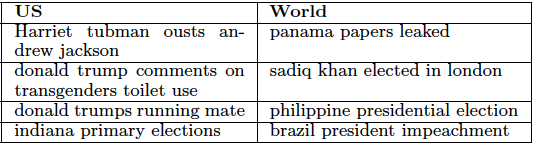 US World
Harriet tubman ousts an- panama papers leaked
drew jackson
donald trump comments on sadiq khan elected in london
transgenders toilet use
donald trumps running mate philippine presidential election
indiana primary elections brazil president impeachment